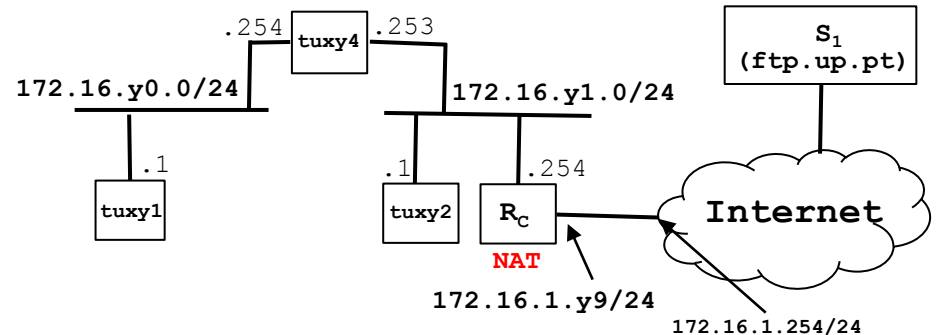 .254
tuxy4
.253
S₁
(ftp.up.pt)
172.16.y0.0/24
172.16.y1.0/24
.1
tuxy1
.1
tuxy2
.254
R_C
NAT
Internet
172.16.1.y9/24
172.16.1.254/24